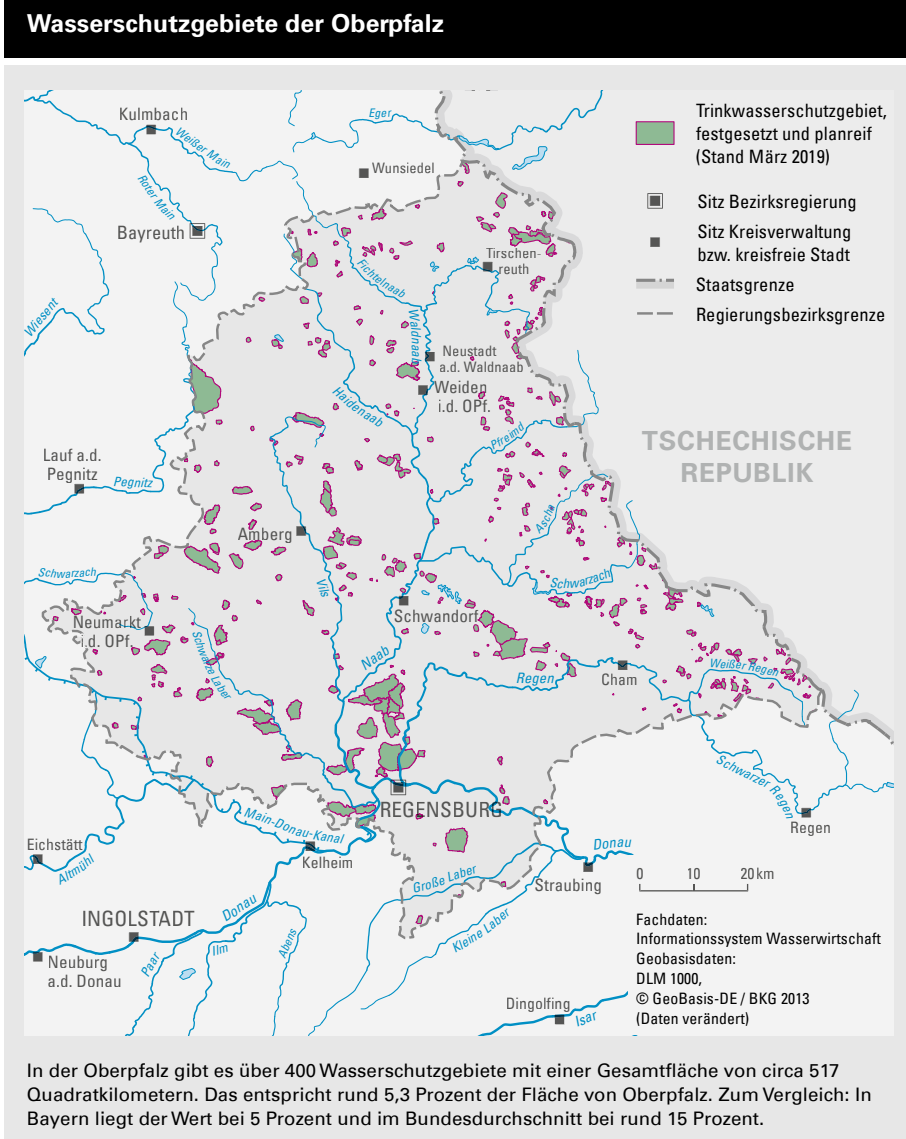 Wasserschutzgebiete der Oberpfalz
Kulmbach
Eger
Weißer Main
Wunsiedel
Roter Main
Bayreuth
Tirschen-
reuth
Fichtelnaab
Wiesent
Waldnaab
Neustadt
a.d. Waldnaab
Weiden
i.d. OPf.
Haidenaab
Pfreimd
TSCHECHISCHE
REPUBLIK
Lauf a.d.
Pegnitz
Pegnitz
Amberg
Ascha
Schwarzach
Vils
Schwarzach
Schwandorf
Neumarkt
i.d. OPf.
Schwarze Laber
Naab
Regen
Cham
Weißer Regen
Schwarzer Regen
Regen
REGENSBURG
Main-Donau-Kanal
Eichstätt
Altmühl
Kelheim
Donau
Straubing
Große Laber
Kleine Laber
INGOLSTADT
Donau
Neuburg
a.d. Donau
Paar
Ilm
Abens
Dingolfing
Isar
Trinkwasserschutzgebiet,
festgesetzt und planreif
(Stand März 2019)
Sitz Bezirksregierung
Sitz Kreisverwaltung
bzw. kreisfreie Stadt
Staatsgrenze
Regierungsbezirksgrenze
0 10 20 km
Fachdaten:
Informationssystem Wasserwirtschaft
Geobasisdaten:
DLM 1000,
© GeoBasis-DE / BKG 2013
(Daten verändert)
In der Oberpfalz gibt es über 400 Wasserschutzgebiete mit einer Gesamtfläche von circa 517
Quadratkilometern. Das entspricht rund 5,3 Prozent der Fläche von Oberpfalz. Zum Vergleich: In
Bayern liegt der Wert bei 5 Prozent und im Bundesdurchschnitt bei rund 15 Prozent.